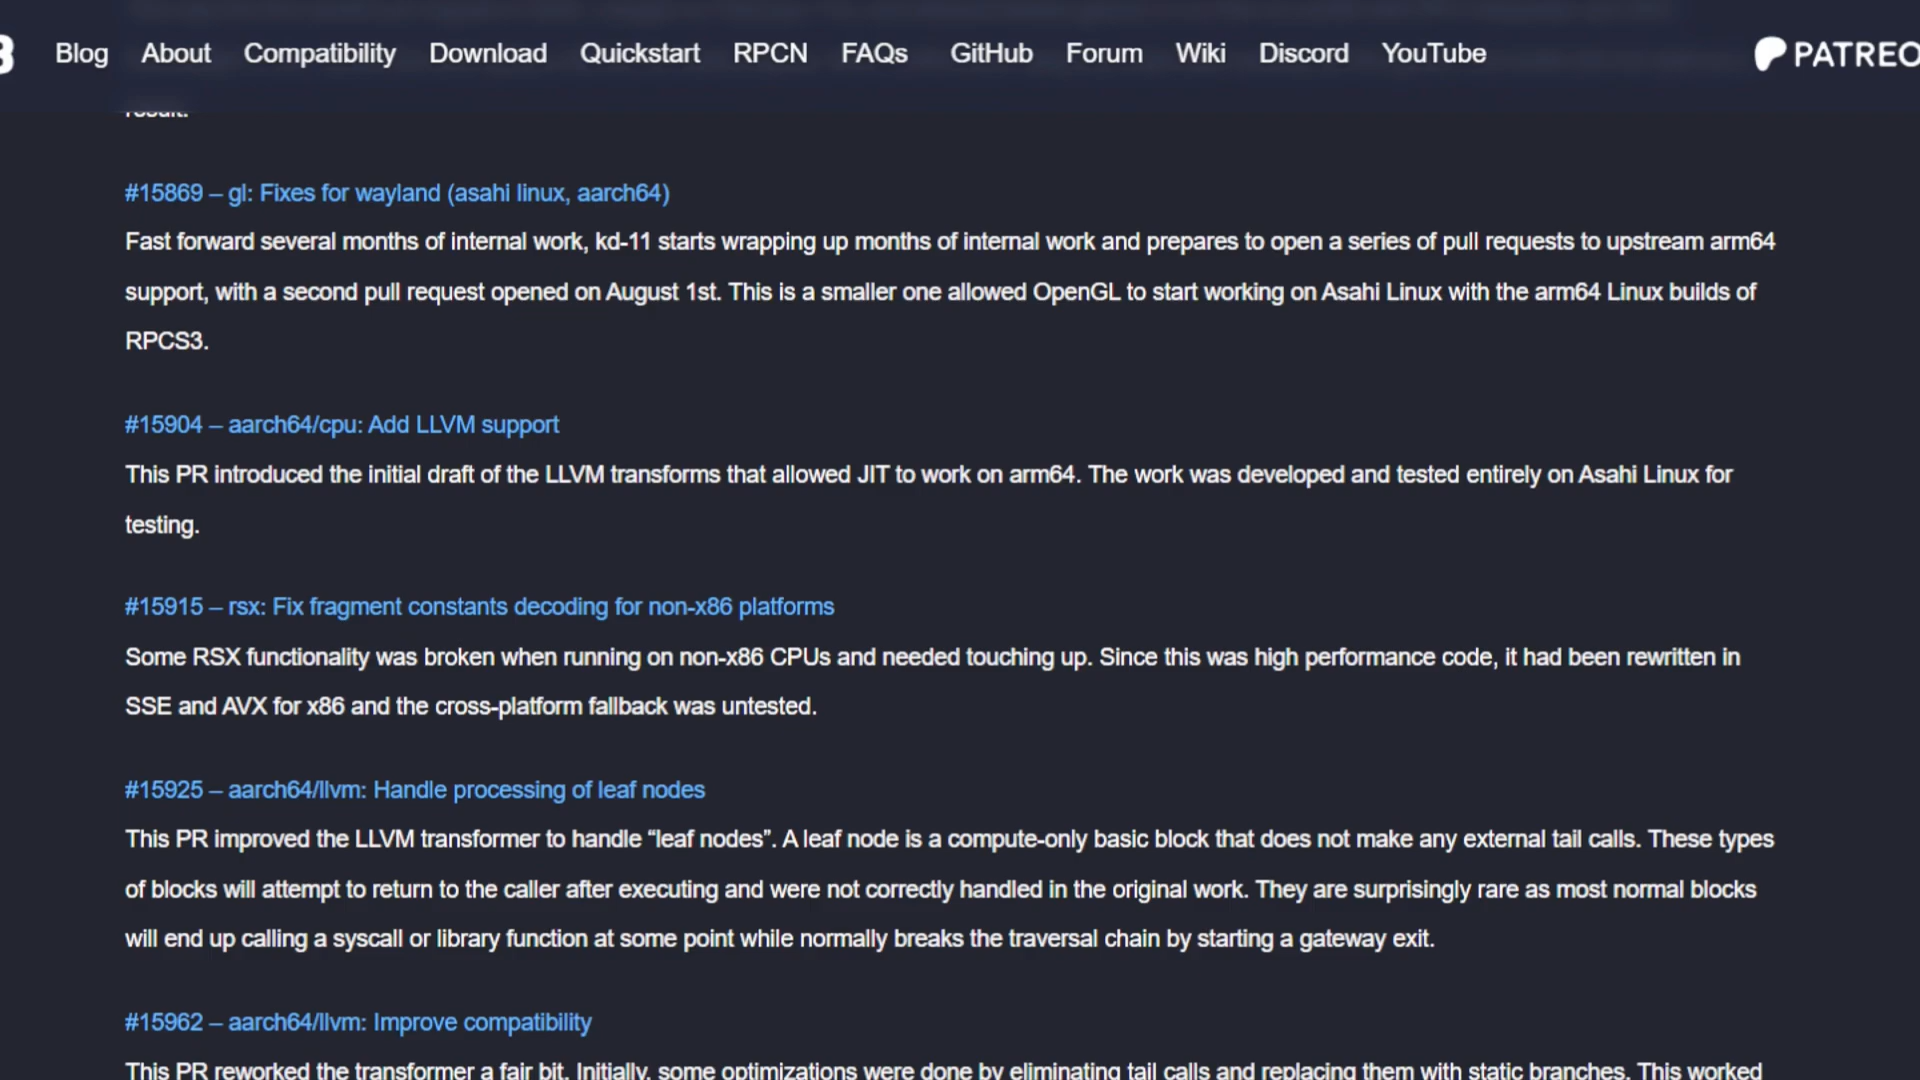 Blog About Compatibility Download Quickstart RPCN FAQs GitHub Forum Wiki Discord YouTube PATREO
result.
#15869 – gl: Fixes for wayland (asahi linux, aarch64)
Fast forward several months of internal work, kd-11 starts wrapping up months of internal work and prepares to open a series of pull requests to upstream arm64
support, with a second pull request opened on August 1st. This is a smaller one allowed OpenGL to start working on Asahi Linux with the arm64 Linux builds of
RPCS3.
#15904 – aarch64/cpu: Add LLVM support
This PR introduced the initial draft of the LLVM transforms that allowed JIT to work on arm64. The work was developed and tested entirely on Asahi Linux for
testing.
#15915 – rsx: Fix fragment constants decoding for non-x86 platforms
Some RSX functionality was broken when running on non-x86 CPUs and needed touching up. Since this was high performance code, it had been rewritten in
SSE and AVX for x86 and the cross-platform fallback was untested.
#15925 – aarch64/llvm: Handle processing of leaf nodes
This PR improved the LLVM transformer to handle “leaf nodes”. A leaf node is a compute-only basic block that does not make any external tail calls. These types
of blocks will attempt to return to the caller after executing and were not correctly handled in the original work. They are surprisingly rare as most normal blocks
will end up calling a syscall or library function at some point while normally breaks the traversal chain by starting a gateway exit.
#15962 – aarch64/llvm: Improve compatibility
This PR reworked the transformer a fair bit. Initially, some optimizations were done by eliminating tail calls and replacing them with static branches. This worked